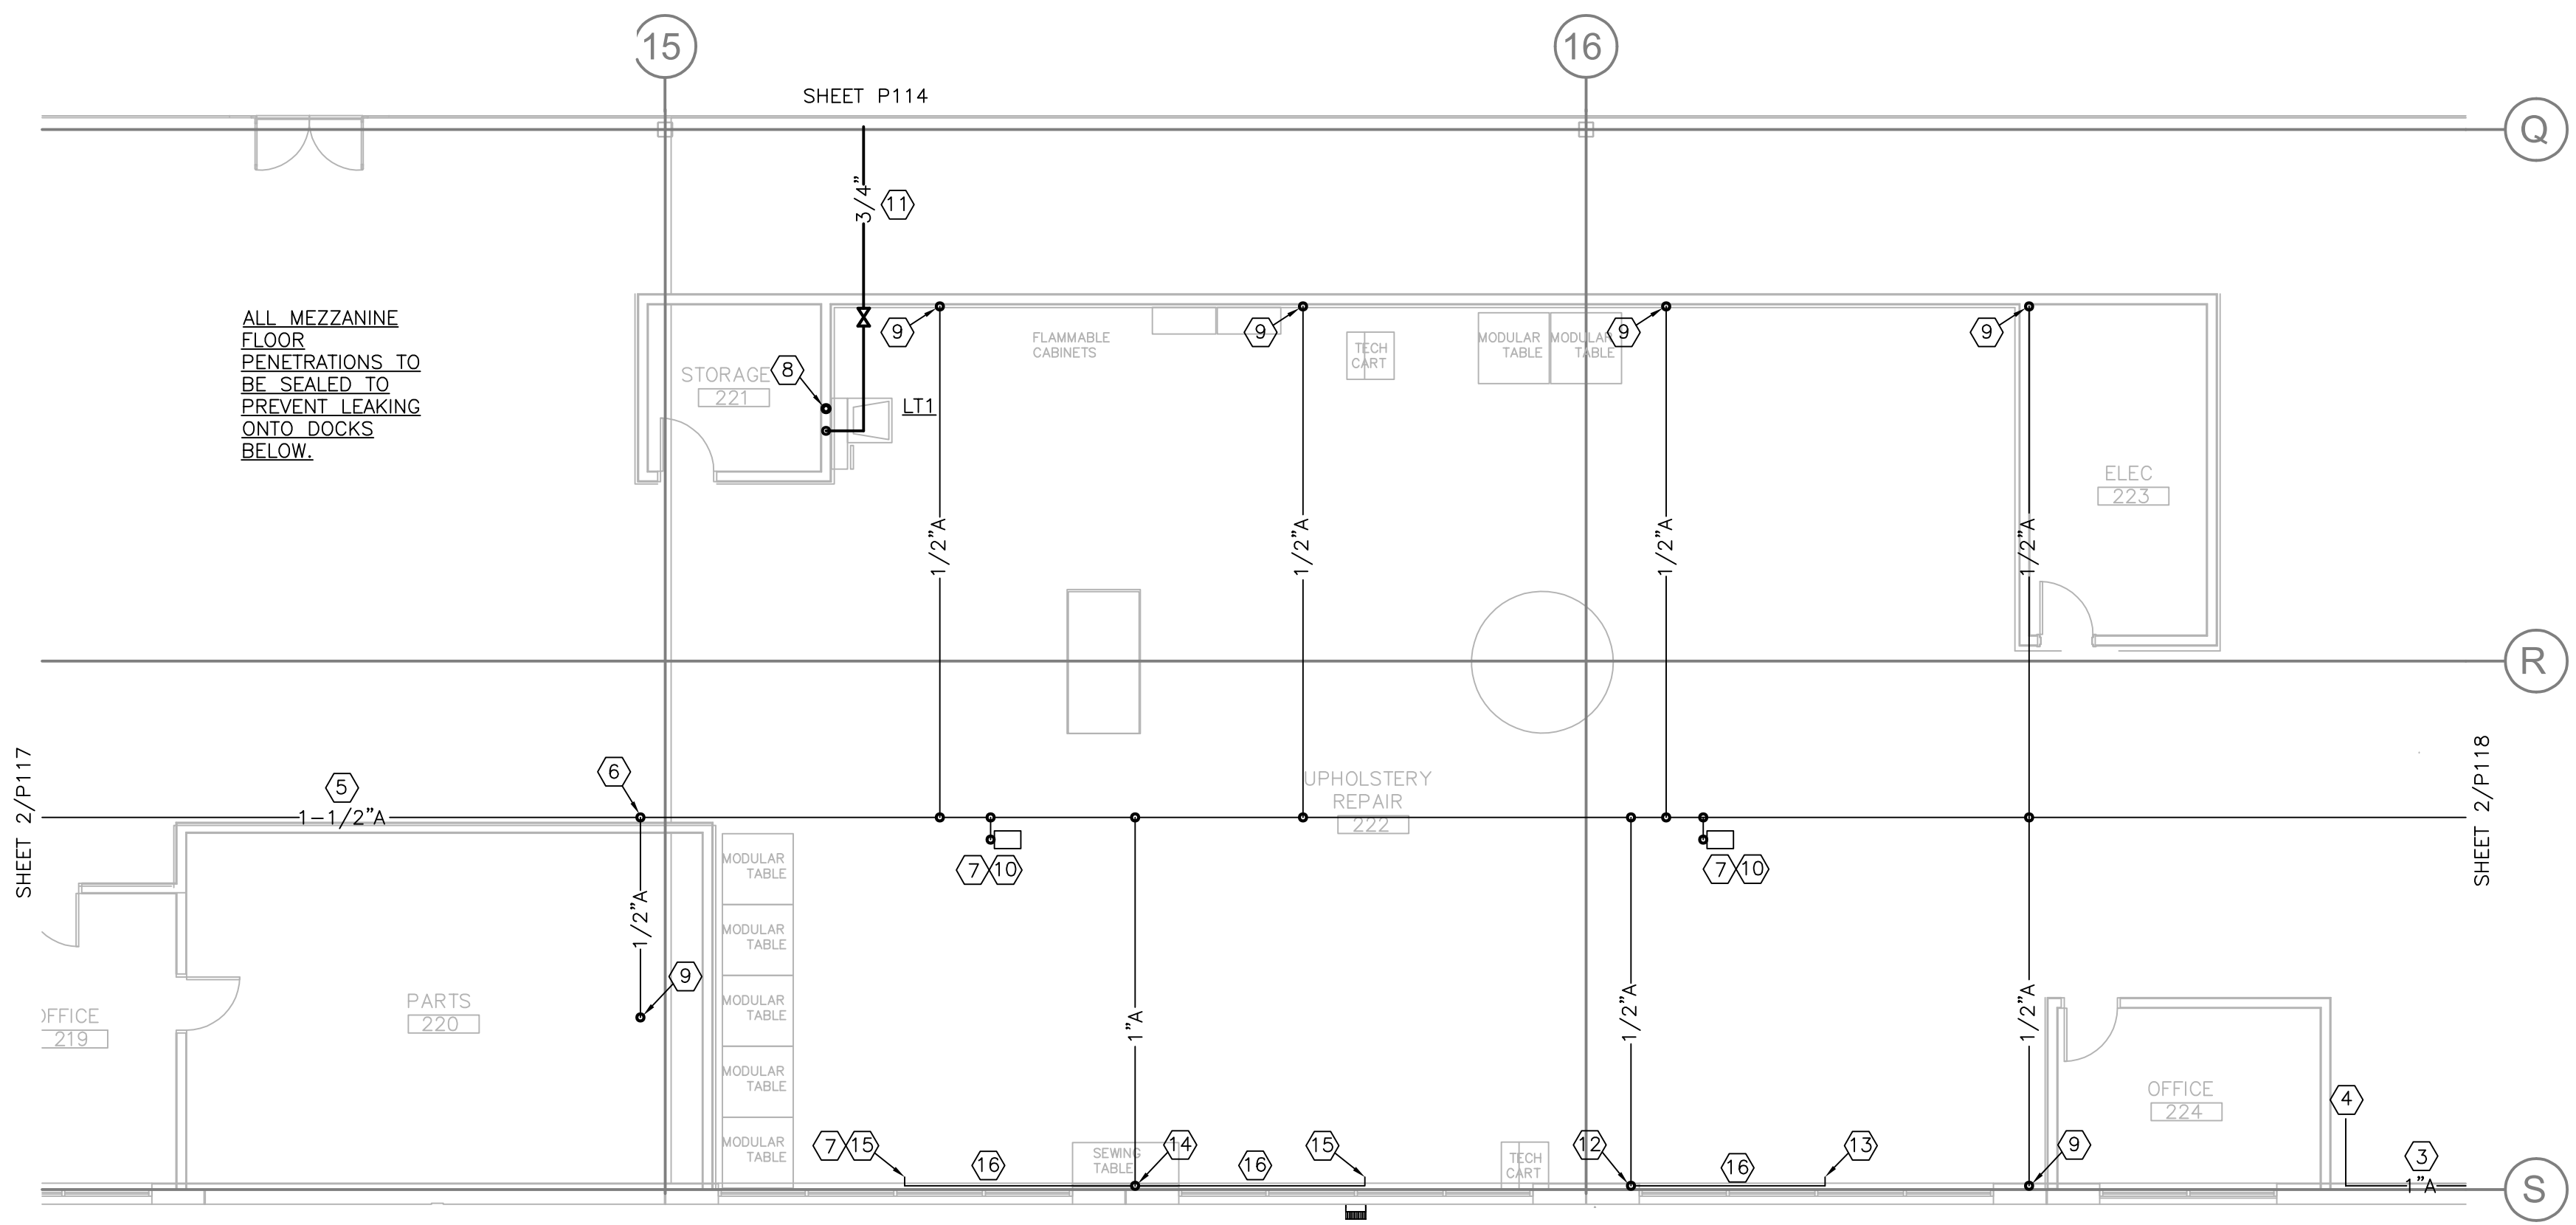 15
16
SHEET P114
Q
3/4"
11
ALL MEZZANINE
FLOOR
PENETRATIONS TO
BE SEALED TO
PREVENT LEAKING
ONTO DOCKS
BELOW.
9
9
9
9
FLAMMABLE
CABINETS
TECH
CART
MODULAR
TABLE
MODULAR
TABLE
STORAGE
221
8
LT1
ELEC
223
1/2"A
1/2"A
1/2"A
1/2"A
R
SHEET 2/P117
5
1-1/2"A
6
UPHOLSTERY
REPAIR
222
SHEET 2/P118
7
10
7
10
MODULAR
TABLE
MODULAR
TABLE
MODULAR
TABLE
MODULAR
TABLE
MODULAR
TABLE
1/2"A
9
PARTS
220
OFFICE
219
1"A
1/2"A
1/2"A
OFFICE
224
4
7
15
16
SEWING
TABLE
14
16
15
TECH
CART
12
16
13
9
3
1"A
S